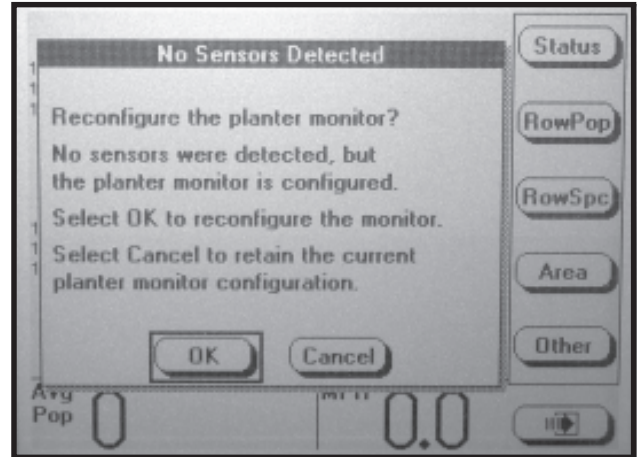 No Sensors Detected
Reconfigure the planter monitor?
No sensors were detected, but
the planter monitor is configured.
Select OK to reconfigure the monitor.
Select Cancel to retain the current
planter monitor configuration.
OK
Cancel
Status
RowPop
RowSpc
Area
Other
Avg
Pop
0
MPH
0.0